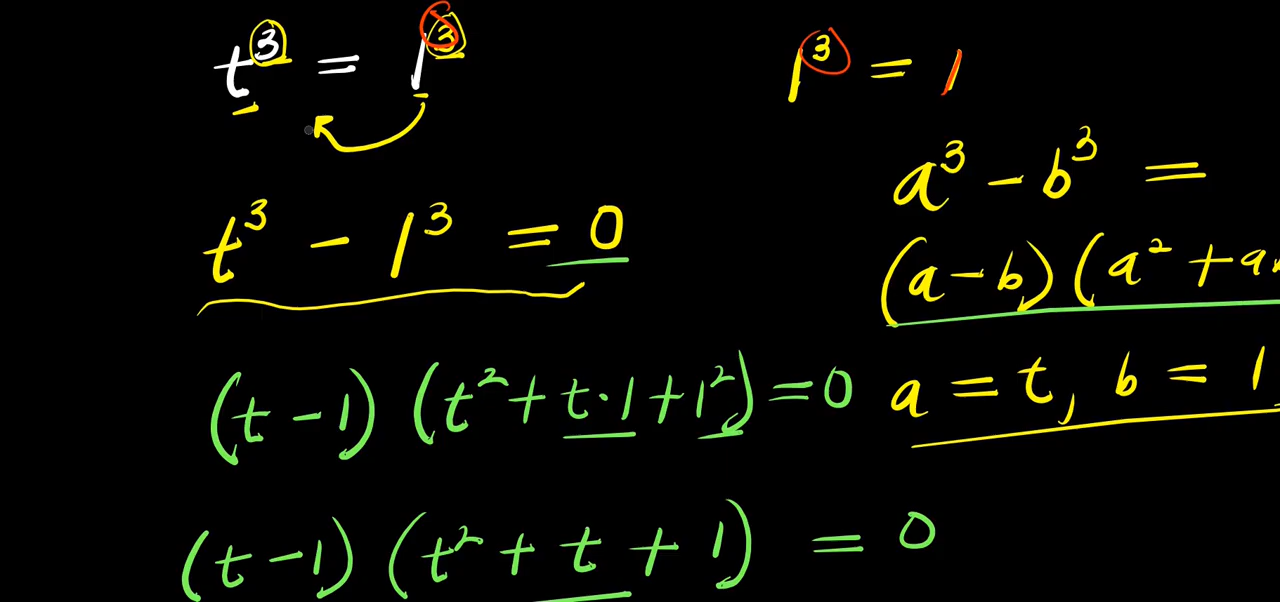 t³ = 1³
1³ = 1
a³ - b³ =
t³ - 1³ = 0
(a - b)(a² + a
(t - 1)(t² + t·1 + 1²) = 0
a = t, b = 1
(t - 1)(t² + t + 1) = 0